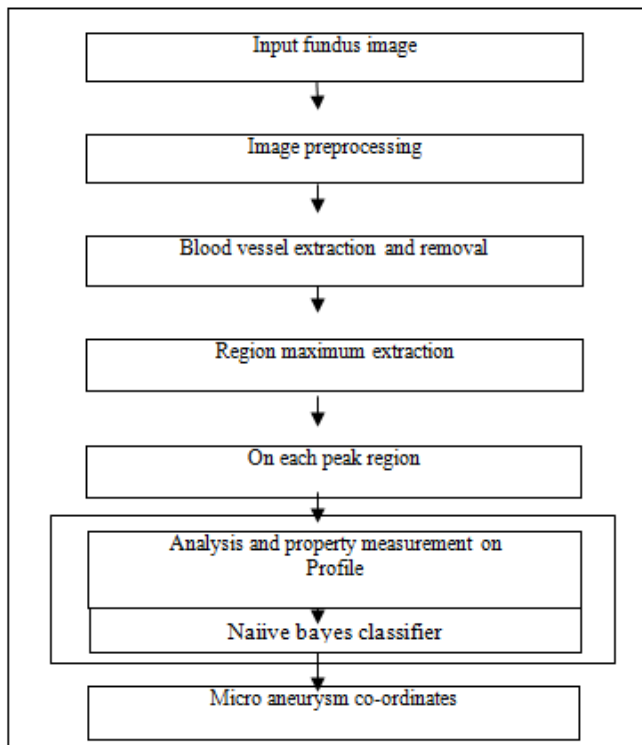 Input fundus image
Image preprocessing
Blood vessel extraction and removal
Region maximum extraction
On each peak region
Analysis and property measurement on
Profile
Naiive bayes classifier
Micro aneurysm co-ordinates